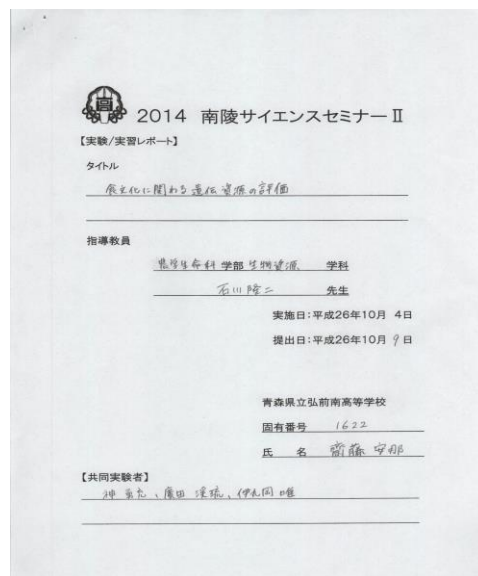 2014 南陵サイエンスセミナーⅡ
【実験/実習レポート】
タイトル
食文化に関わる遺伝資源の評価
指導教員
農学生命科 学部 生物資源 学科
石川隆二 先生
実施日:平成26年10月 4日
提出日:平成26年10月 9日
青森県立弘前南高等学校
固有番号 1622
氏 名 齋藤 安那
【共同実験者】